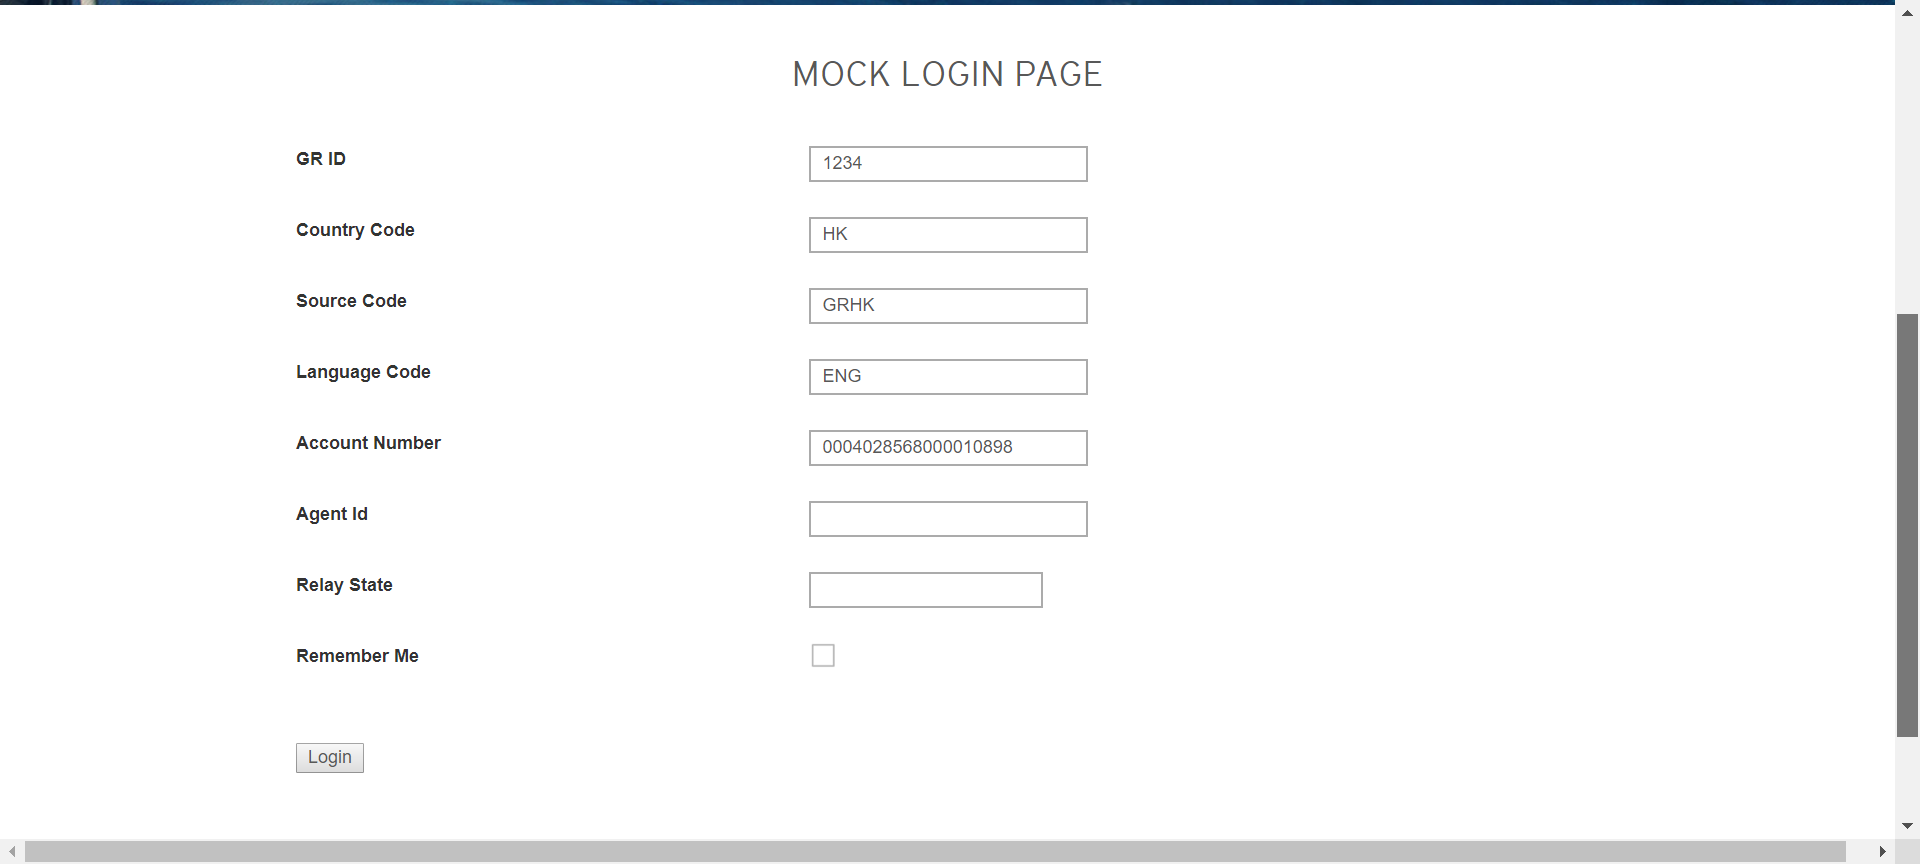 MOCK LOGIN PAGE
GR ID 1234
Country Code HK
Source Code GRHK
Language Code ENG
Account Number 0004028568000010898
Agent Id
Relay State
Remember Me
Login